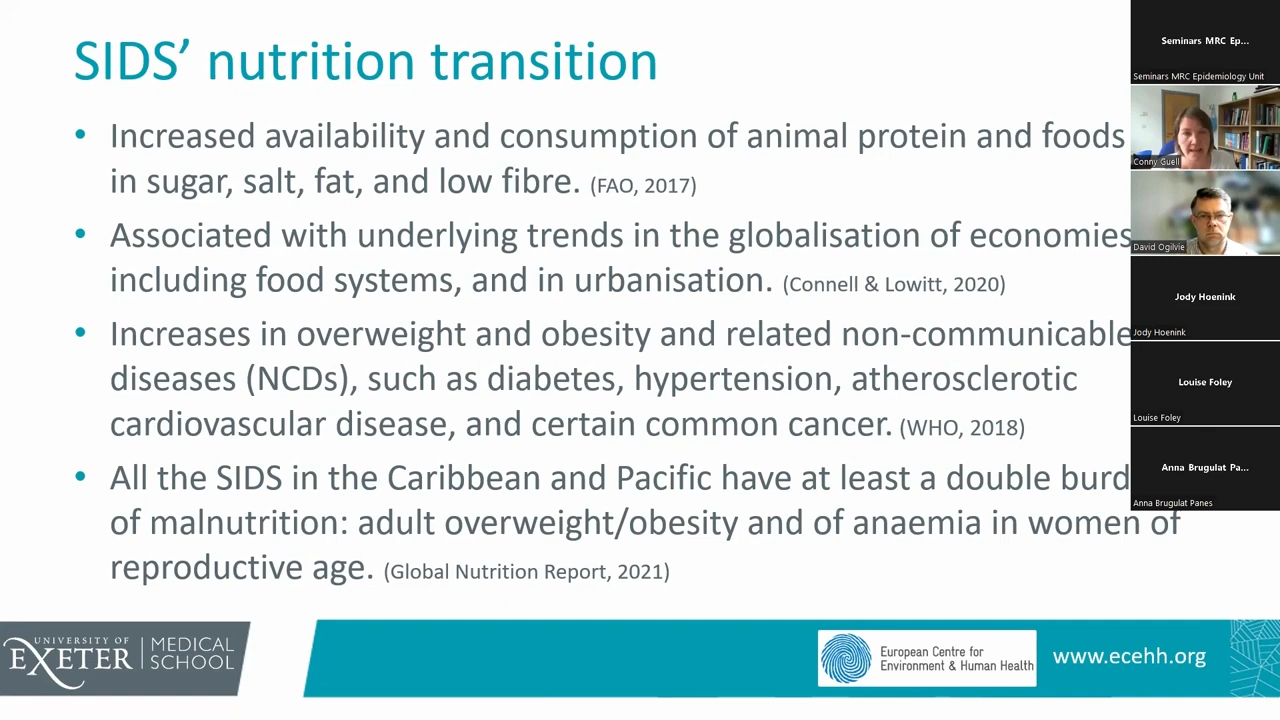 SIDS' nutrition transition
• Increased availability and consumption of animal protein and foods
in sugar, salt, fat, and low fibre. (FAO, 2017)
• Associated with underlying trends in the globalisation of economies
including food systems, and in urbanisation. (Connell & Lowitt, 2020)
• Increases in overweight and obesity and related non-communicable
diseases (NCDs), such as diabetes, hypertension, atherosclerotic
cardiovascular disease, and certain common cancer. (WHO, 2018)
• All the SIDS in the Caribbean and Pacific have at least a double burd
of malnutrition: adult overweight/obesity and of anaemia in women of
reproductive age. (Global Nutrition Report, 2021)
Seminars MRC Ep...
Seminars MRC Epidemiology Unit
Conny Guell
David Ogilvie
Jody Hoenink
Jody Hoenink
Louise Foley
Louise Foley
Anna Brugulat Pa...
Anna Brugulat Panes
UNIVERSITY OF
EXETER
MEDICAL
SCHOOL
European Centre for
Environment & Human Health
www.ecehh.org